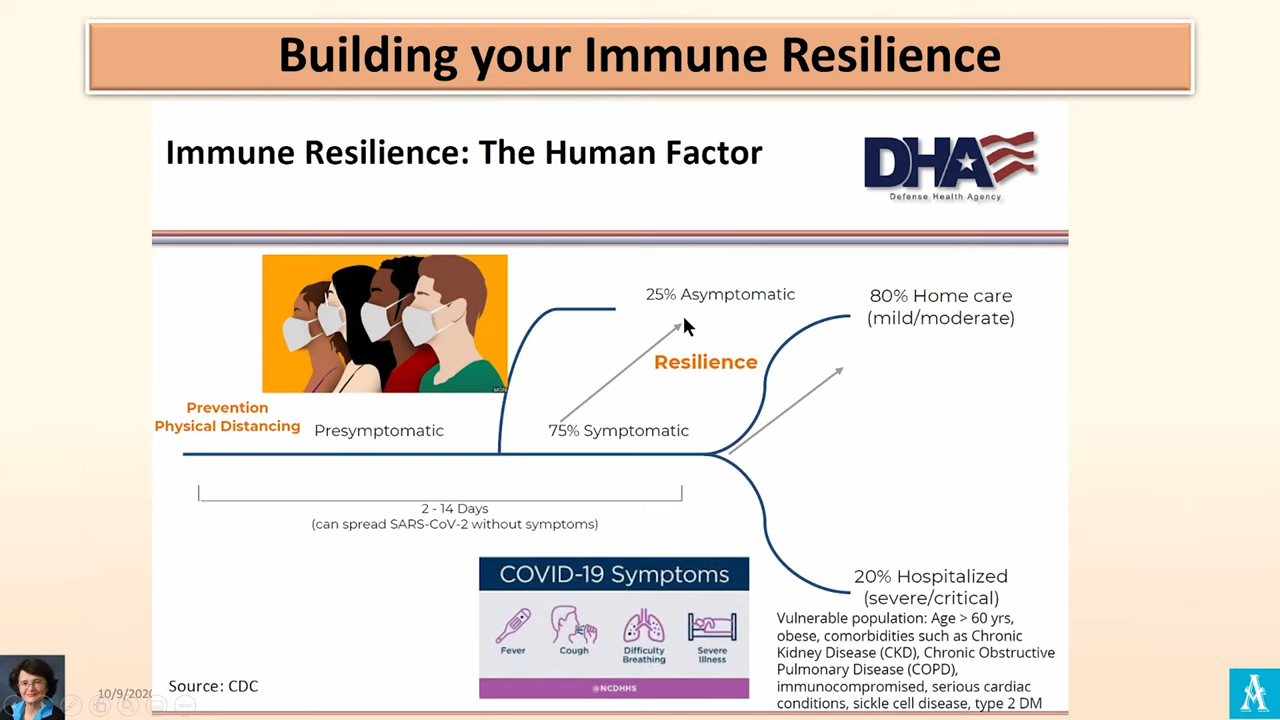 Building your Immune Resilience
Immune Resilience: The Human Factor
DHA
Defense Health Agency
25% Asymptomatic
80% Home care
(mild/moderate)
Resilience
Prevention
Physical Distancing
Presymptomatic
75% Symptomatic
2 - 14 Days
(can spread SARS-CoV-2 without symptoms)
COVID-19 Symptoms
Fever
Cough
Difficulty
Breathing
Severe
Illness
NCDHHS
20% Hospitalized
(severe/critical)
Vulnerable population: Age > 60 yrs,
obese, comorbidities such as Chronic
Kidney Disease (CKD), Chronic Obstructive
Pulmonary Disease (COPD),
immunocompromised, serious cardiac
conditions, sickle cell disease, type 2 DM
Source: CDC
10/9/2020
A